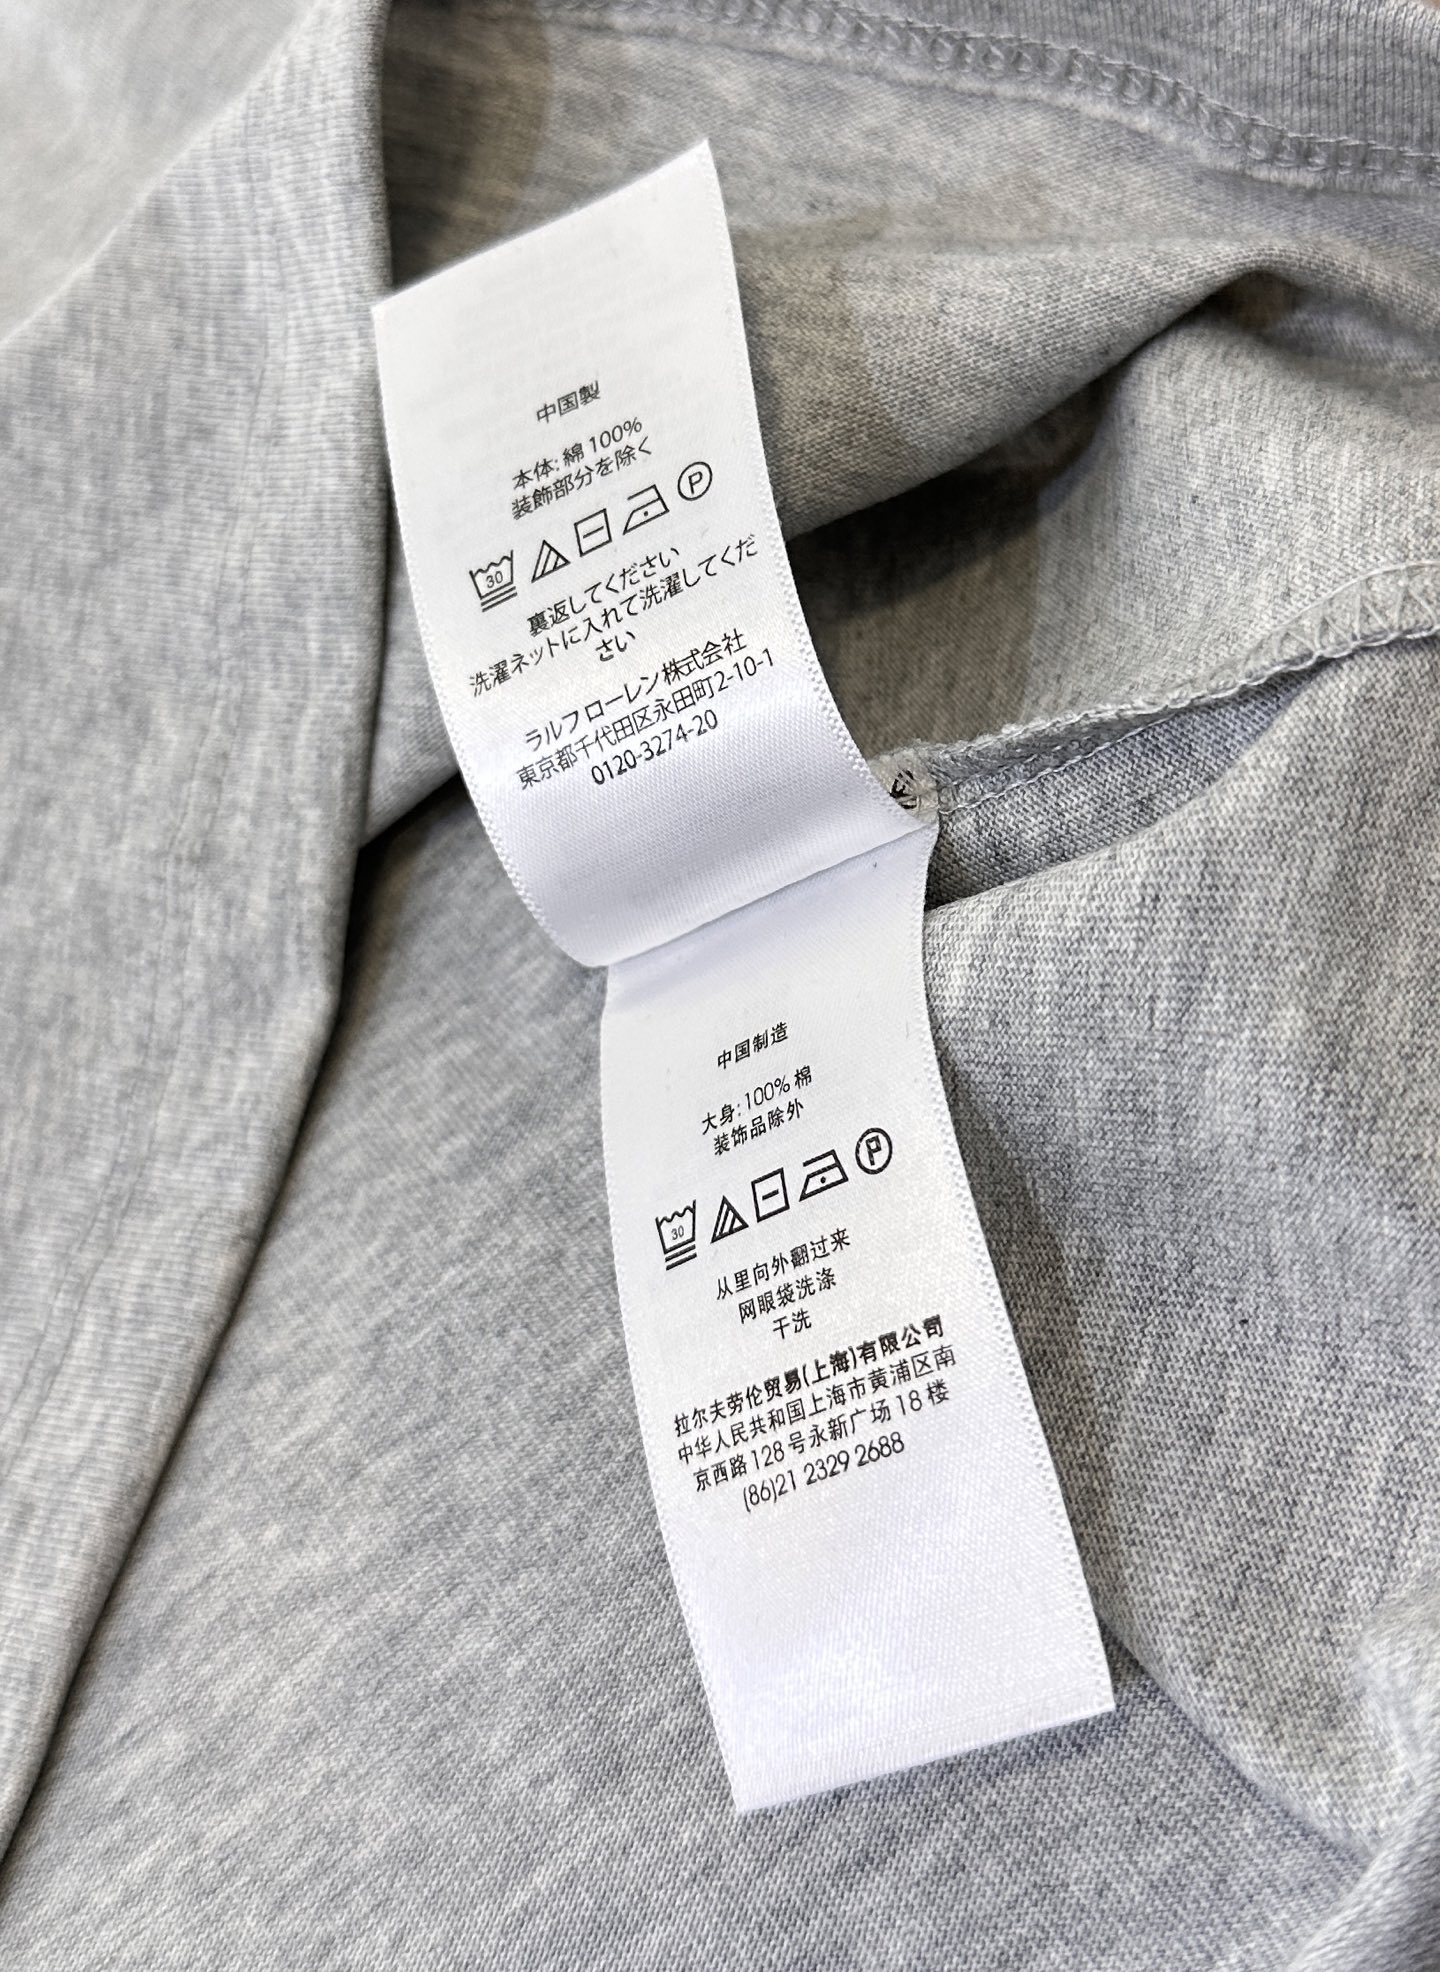 中国製
本体: 綿 100%
装飾部分を除く
30 P
裏返してください
洗濯ネットに入れて洗濯してくだ
さい
ラルフ ローレン株式会社
東京都千代田区永田町2-10-1
0120-3274-20
中国制造
大身: 100% 棉
装饰品除外
30 P
从里向外翻过来
网眼袋洗涤
干洗
拉尔夫劳伦贸易(上海)有限公司
中华人民共和国上海市黄浦区南
京西路 128 号永新广场 18 楼
(86)21 2329 2688